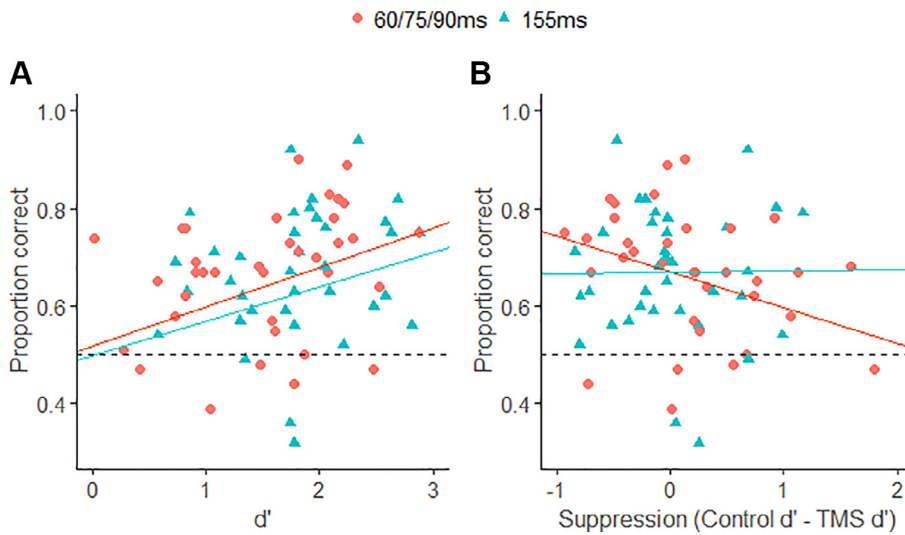 60/75/90ms 155ms
A B
1.0
0.8
0.6
0.4
Proportion correct
0 1 2 3
d'
1.0
0.8
0.6
0.4
Proportion correct
-1 0 1 2
Suppression (Control d' - TMS d')